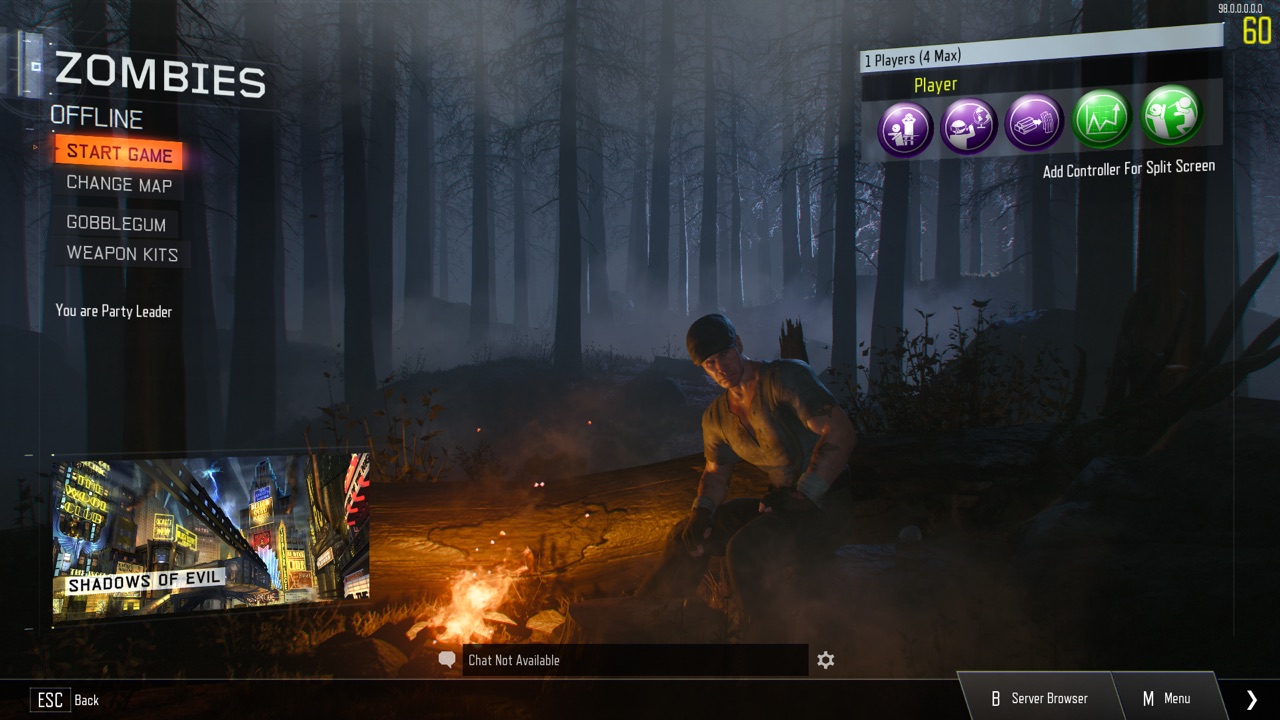 98.0.0.0.0.0
60
ZOMBIES
OFFLINE
START GAME
CHANGE MAP
GOBBLEGUM
WEAPON KITS
You are Party Leader
1 Players (4 Max)
Player
Add Controller For Split Screen
SHADOWS OF EVIL
Chat Not Available
ESC Back
B Server Browser
M Menu